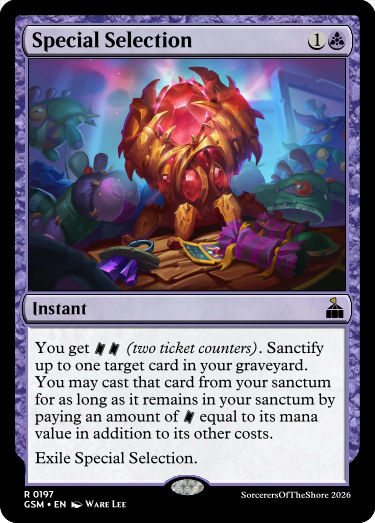 Special Selection 1
Instant
You get (two ticket counters). Sanctify
up to one target card in your graveyard.
You may cast that card from your sanctum
for as long as it remains in your sanctum by
paying an amount of equal to its mana
value in addition to its other costs.
Exile Special Selection.
R 0197
GSM • EN Ware Lee
SorcerersOfTheShore 2026